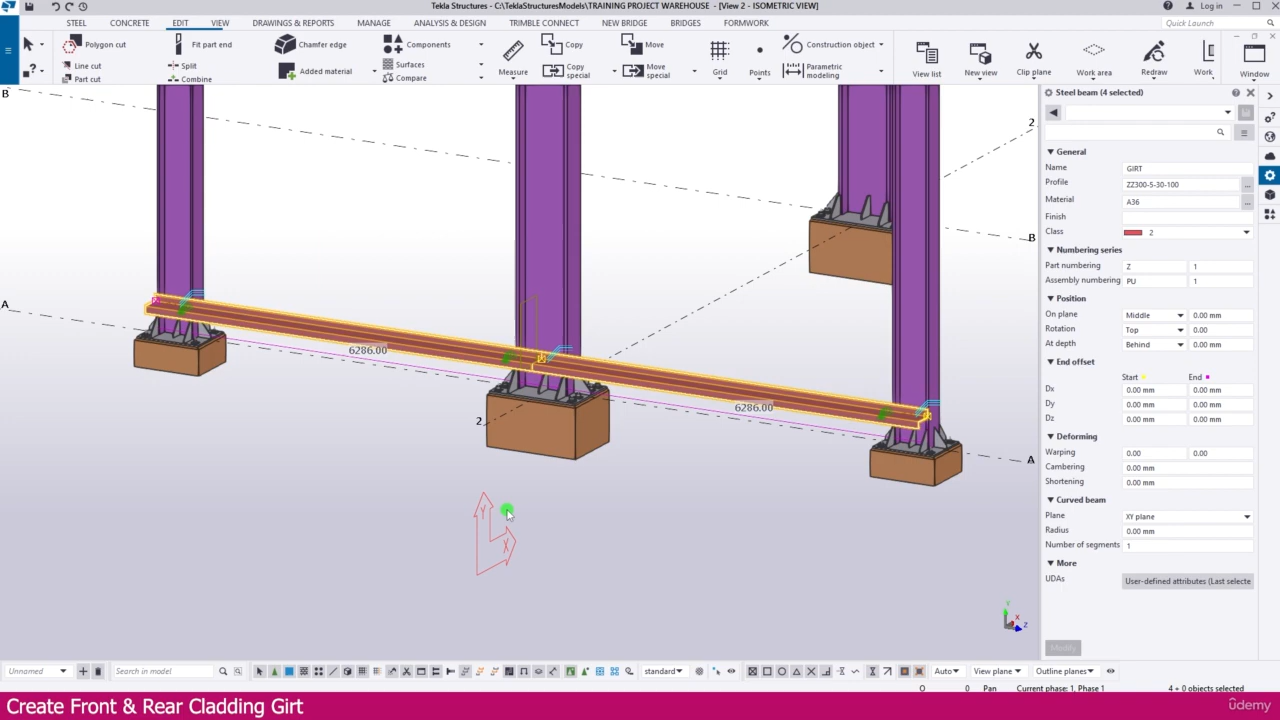 Tekla Structures - C:\TeklaStructuresModels\TRAINING PROJECT WAREHOUSE - [View 2 - ISOMETRIC VIEW]
Log in
STEEL CONCRETE EDIT VIEW DRAWINGS & REPORTS MANAGE ANALYSIS & DESIGN TRIMBLE CONNECT NEW BRIDGE BRIDGES FORMWORK
Quick Launch
Polygon cut
Line cut
Part cut
Fit part end
Split
Combine
Chamfer edge
Added material
Components
Surfaces
Compare
Measure
Copy
Copy special
Move
Move special
Grid
Points
Construction object
Parametric modeling
View list
New view
Clip plane
Work area
Redraw
Work
Window
B
2
B
A
6286.00
6286.00
2
A
Y
X
Y
X
Z
Steel beam (4 selected)
General
Name GIRT
Profile ZZ300-5-30-100
Material A36
Finish
Class 2
Numbering series
Part numbering Z 1
Assembly numbering PU 1
Position
On plane Middle 0.00 mm
Rotation Top 0.00
At depth Behind 0.00 mm
End offset
Start End
Dx 0.00 mm 0.00 mm
Dy 0.00 mm 0.00 mm
Dz 0.00 mm 0.00 mm
Deforming
Warping 0.00 0.00
Cambering 0.00 mm
Shortening 0.00 mm
Curved beam
Plane XY plane
Radius 0.00 mm
Number of segments 1
More
UDAs User-defined attributes (Last selecte
Modify
Unnamed
Search in model
standard
Auto
View plane
Outline planes
O 0 Pan Current phase: 1, Phase 1 4 + 0 objects selected
Create Front & Rear Cladding Girt
ûdemy